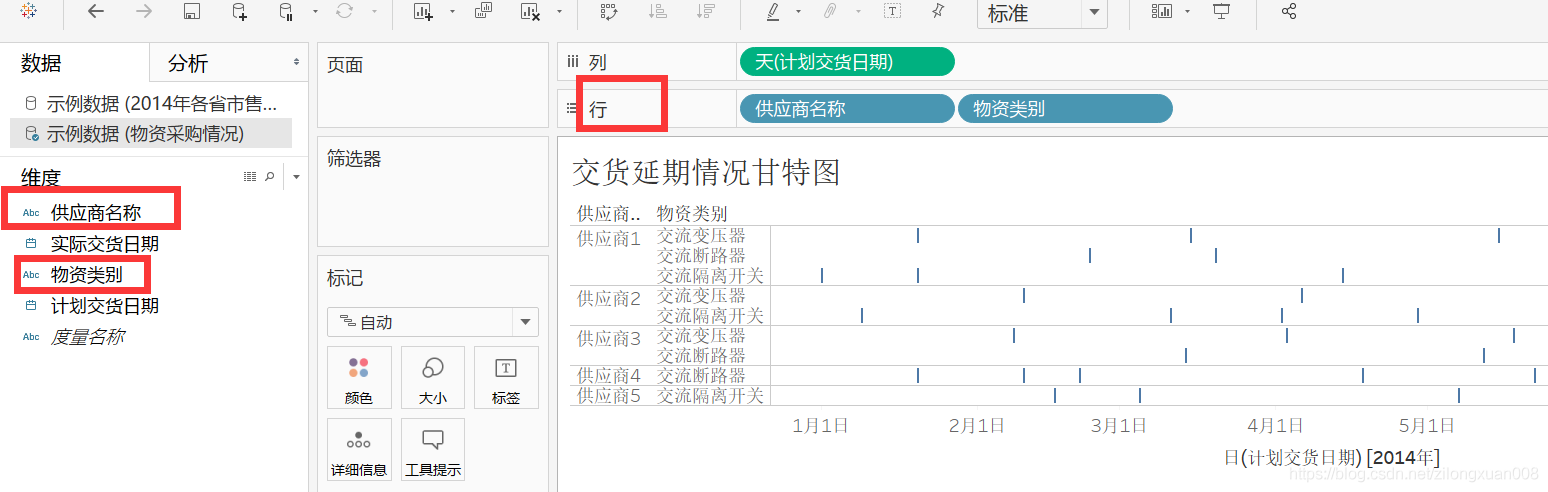 标准
数据
分析
示例数据 (2014年各省市售...
示例数据 (物资采购情况)
维度
Abc 供应商名称
实际交货日期
Abc 物资类别
计划交货日期
Abc 度量名称
页面
筛选器
标记
自动
颜色
大小
标签
详细信息
工具提示
列
天(计划交货日期)
行
供应商名称
物资类别
交货延期情况甘特图
供应商.. 物资类别
供应商1 交流变压器
交流断路器
交流隔离开关
供应商2 交流变压器
交流隔离开关
供应商3 交流变压器
交流断路器
供应商4 交流断路器
供应商5 交流隔离开关
1月1日 2月1日 3月1日 4月1日 5月1日
日(计划交货日期) [2014年]
https://blog.csdn.net/zilongxuan008